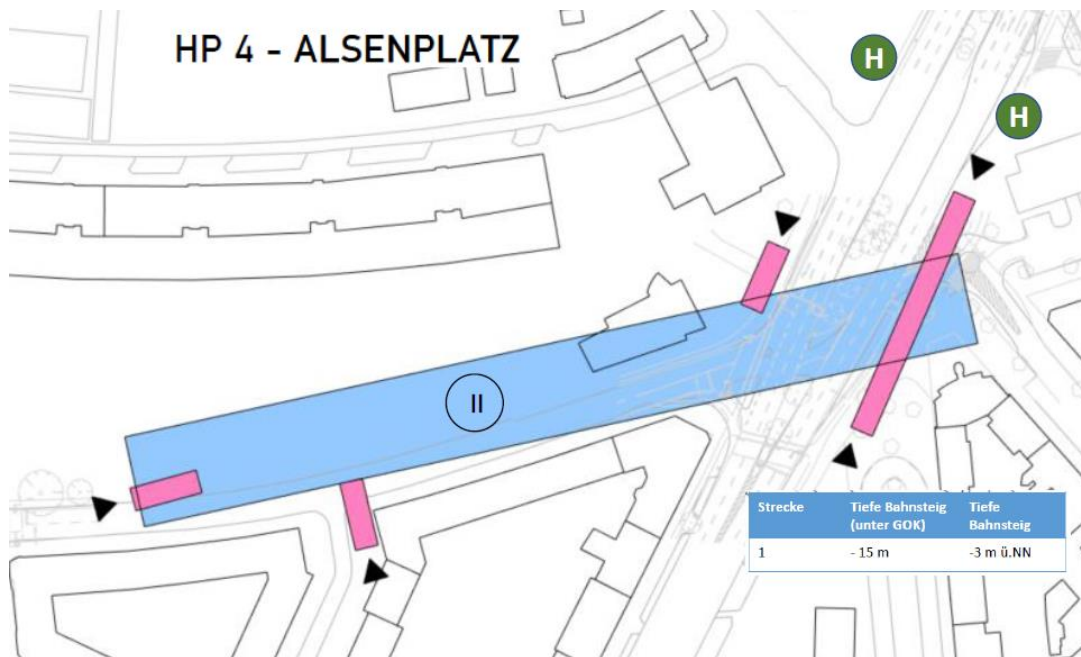 HP 4 - ALSENPLATZ
H
H
II
Strecke Tiefe Bahnsteig (unter GOK) Tiefe Bahnsteig
1 - 15 m -3 m ü.NN